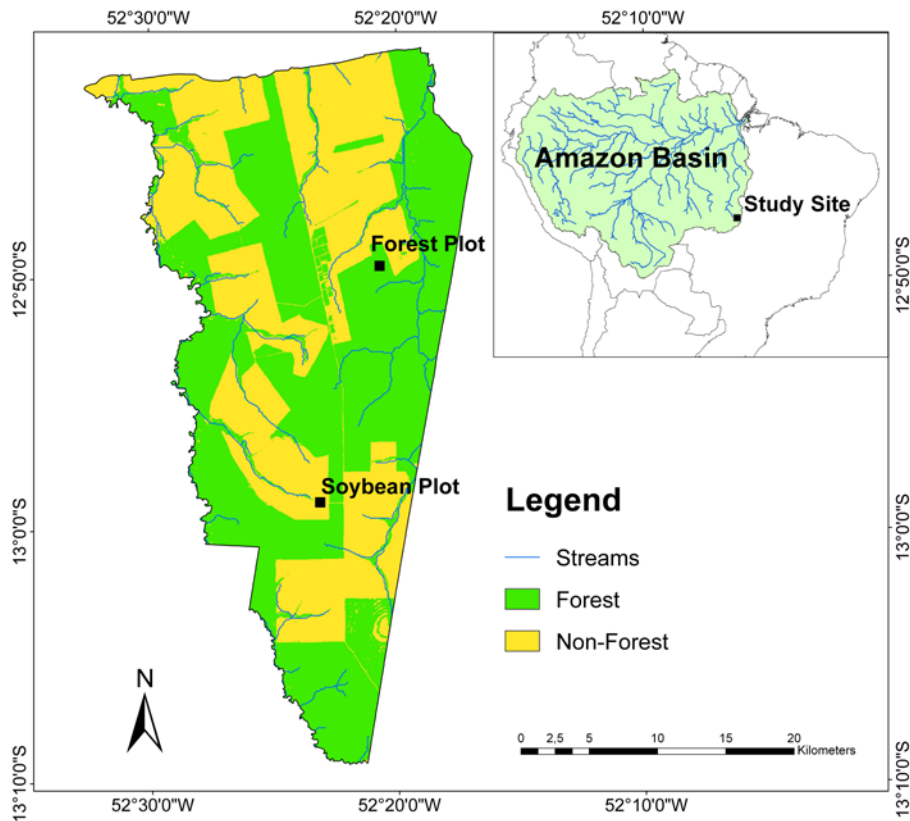 52°30'0"W 52°20'0"W 52°10'0"W
Amazon Basin
Study Site
Forest Plot
12°50'0"S 12°50'0"S
Soybean Plot
Legend
13°0'0"S 13°0'0"S
Streams
Forest
Non-Forest
N
0 2,5 5 10 15 20
Kilometers
13°10'0"S 13°10'0"S
52°30'0"W 52°20'0"W 52°10'0"W